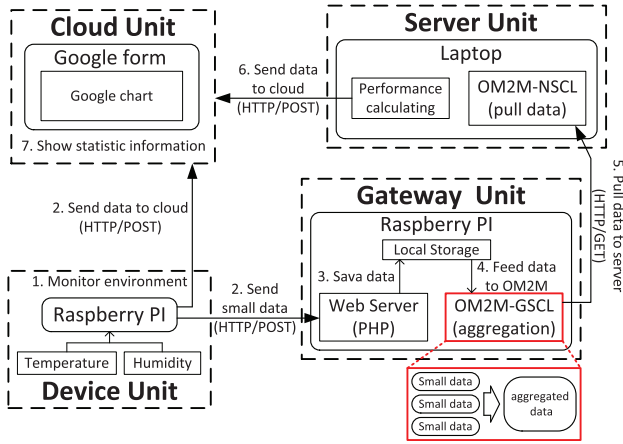 Cloud Unit
Google form
Google chart
7. Show statistic information
Server Unit
Laptop
Performance
calculating
OM2M-NSCL
(pull data)
6. Send data
to cloud
(HTTP/POST)
2. Send data to cloud
(HTTP/POST)
5. Pull data to server
(HTTP/GET)
Gateway Unit
Raspberry PI
Local Storage
3. Sava data
4. Feed data
to OM2M
Web Server
(PHP)
OM2M-GSCL
(aggregation)
1. Monitor environment
Raspberry PI
Temperature
Humidity
Device Unit
2. Send
small data
(HTTP/POST)
Small data
Small data
Small data
aggregated
data